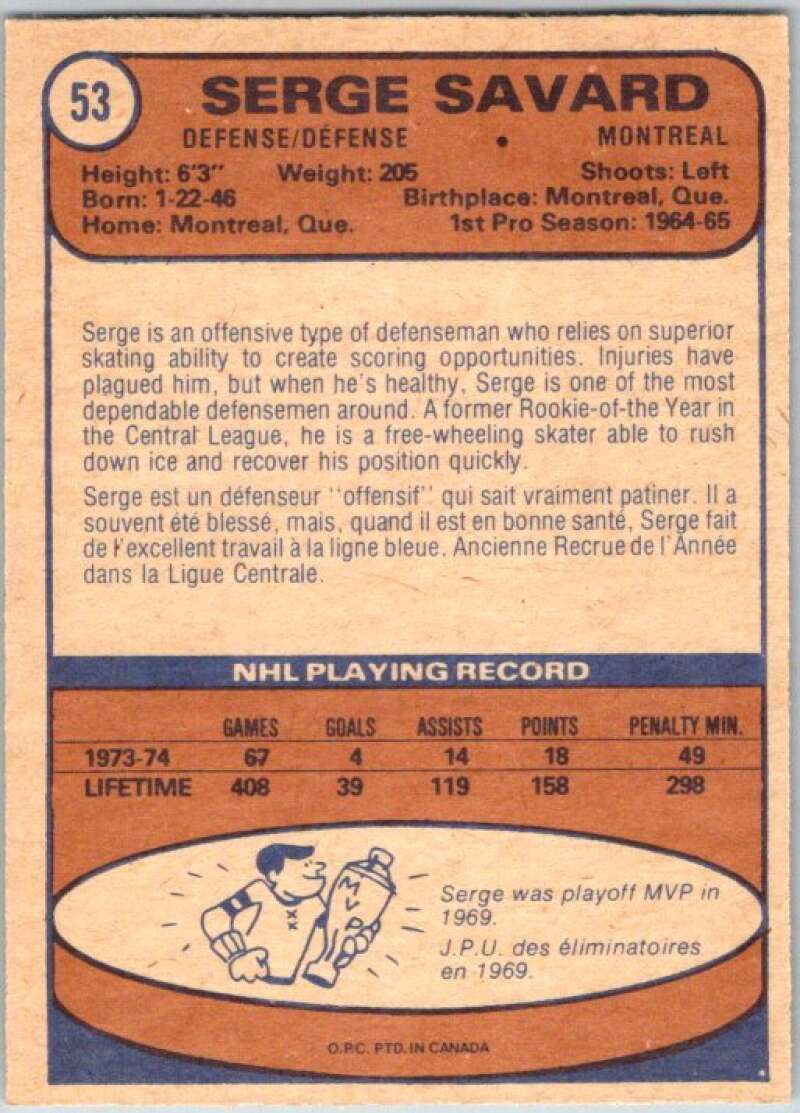 53
SERGE SAVARD
DEFENSE/DÉFENSE • MONTREAL
Height: 6'3" Weight: 205 Shoots: Left
Born: 1-22-46 Birthplace: Montreal, Que.
Home: Montreal, Que. 1st Pro Season: 1964-65
Serge is an offensive type of defenseman who relies on superior
skating ability to create scoring opportunities. Injuries have
plagued him, but when he's healthy, Serge is one of the most
dependable defensemen around. A former Rookie-of-the Year in
the Central League, he is a free-wheeling skater able to rush
down ice and recover his position quickly.
Serge est un défenseur "offensif" qui sait vraiment patiner. Il a
souvent été blessé, mais, quand il est en bonne santé, Serge fait
de l'excellent travail à la ligne bleue. Ancienne Recrue de l'Année
dans la Ligue Centrale.
NHL PLAYING RECORD
GAMES GOALS ASSISTS POINTS PENALTY MIN.
1973-74 67 4 14 18 49
LIFETIME 408 39 119 158 298
MVP
Serge was playoff MVP in
1969.
J.P.U. des éliminatoires
en 1969.
O.P.C. PTD. IN CANADA